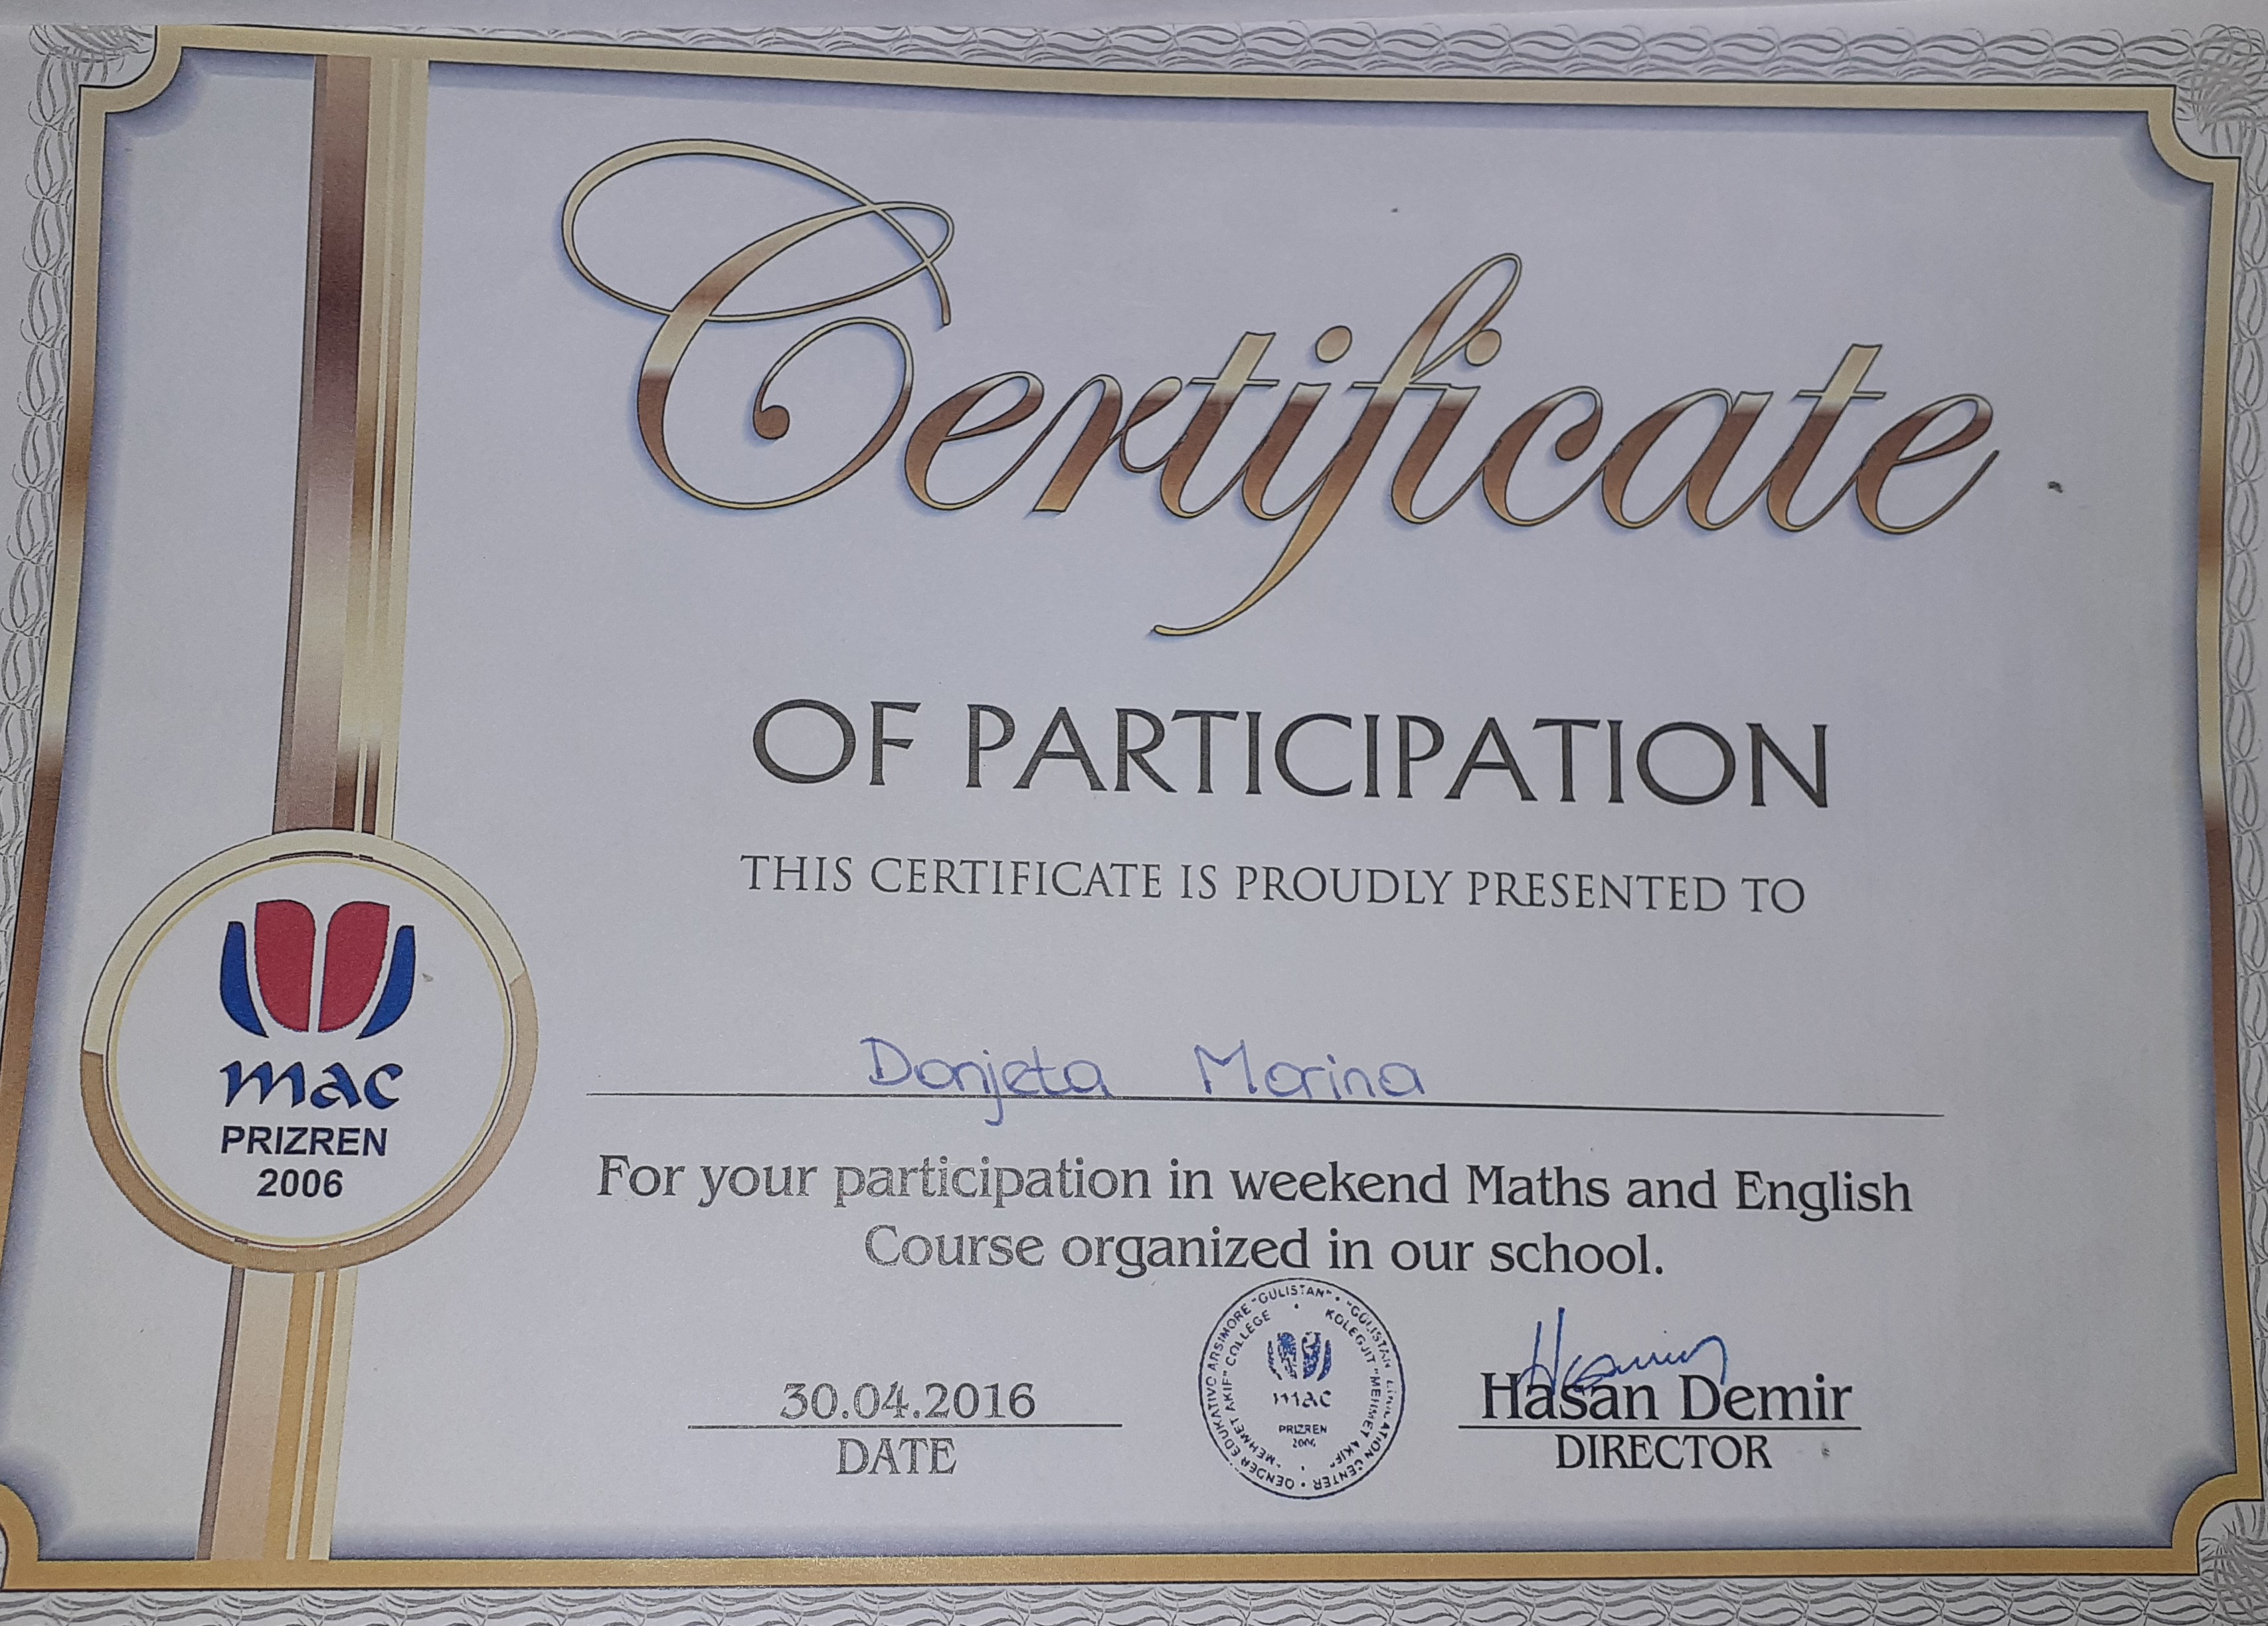 Certificate
OF PARTICIPATION
THIS CERTIFICATE IS PROUDLY PRESENTED TO
Donjeta Morina
For your participation in weekend Maths and English
Course organized in our school.
mac
PRIZREN
2006
30.04.2016
DATE
QENDER EDUKATIVO ARSIMORE "GULISTAN" • "GULISTAN" EDUCATION CENTER •
"MEHMET AKIF" COLLEGE • KOLEGJIT "MEHMET AKIF" •
mac
PRIZREN
2006
Hasan Demir
DIRECTOR